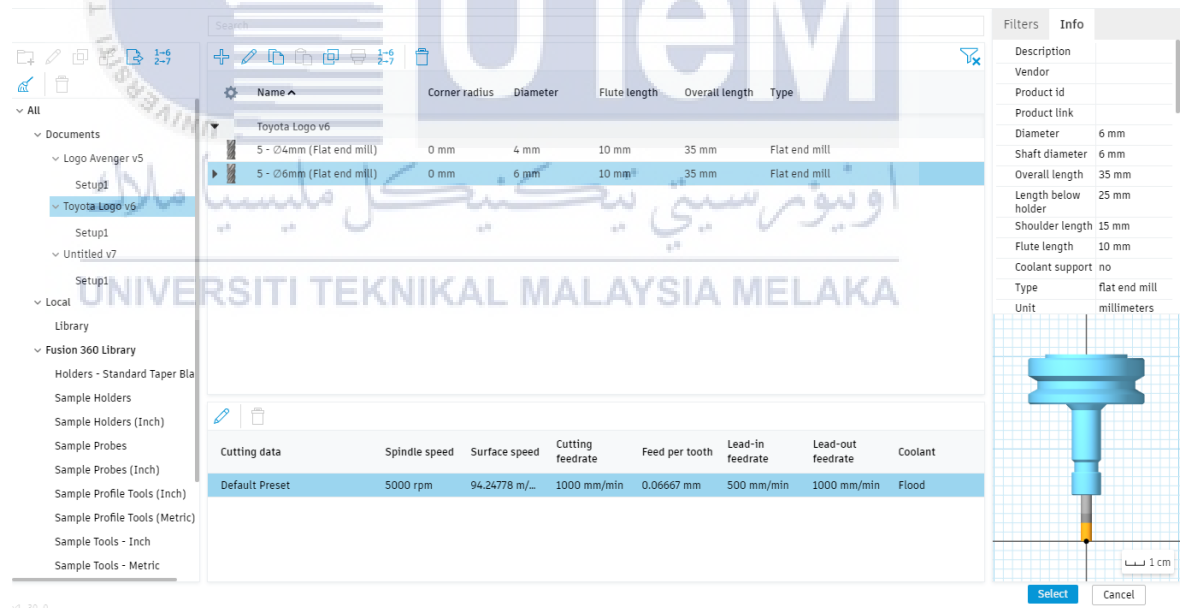 Search
Filters Info
Name Corner radius Diameter Flute length Overall length Type
Toyota Logo v6
5 - ∅4mm (Flat end mill) 0 mm 4 mm 10 mm 35 mm Flat end mill
5 - ∅6mm (Flat end mill) 0 mm 6 mm 10 mm 35 mm Flat end mill
All
Documents
Logo Avenger v5
Setup1
Toyota Logo v6
Setup1
Untitled v7
Setup1
Local
Library
Fusion 360 Library
Holders - Standard Taper Bla
Sample Holders
Sample Holders (Inch)
Sample Probes
Sample Probes (Inch)
Sample Profile Tools (Inch)
Sample Profile Tools (Metric)
Sample Tools - Inch
Sample Tools - Metric
UTeM
اونيۏرسيتي تيكنيكل مليسيا ملاك
UNIVERSITI TEKNIKAL MALAYSIA MELAKA
Cutting data Spindle speed Surface speed Cutting feedrate Feed per tooth Lead-in feedrate Lead-out feedrate Coolant
Default Preset 5000 rpm 94.24778 m/... 1000 mm/min 0.06667 mm 500 mm/min 1000 mm/min Flood
Description
Vendor
Product id
Product link
Diameter 6 mm
Shaft diameter 6 mm
Overall length 35 mm
Length below holder 25 mm
Shoulder length 15 mm
Flute length 10 mm
Coolant support no
Type flat end mill
Unit millimeters
1 cm
Select Cancel